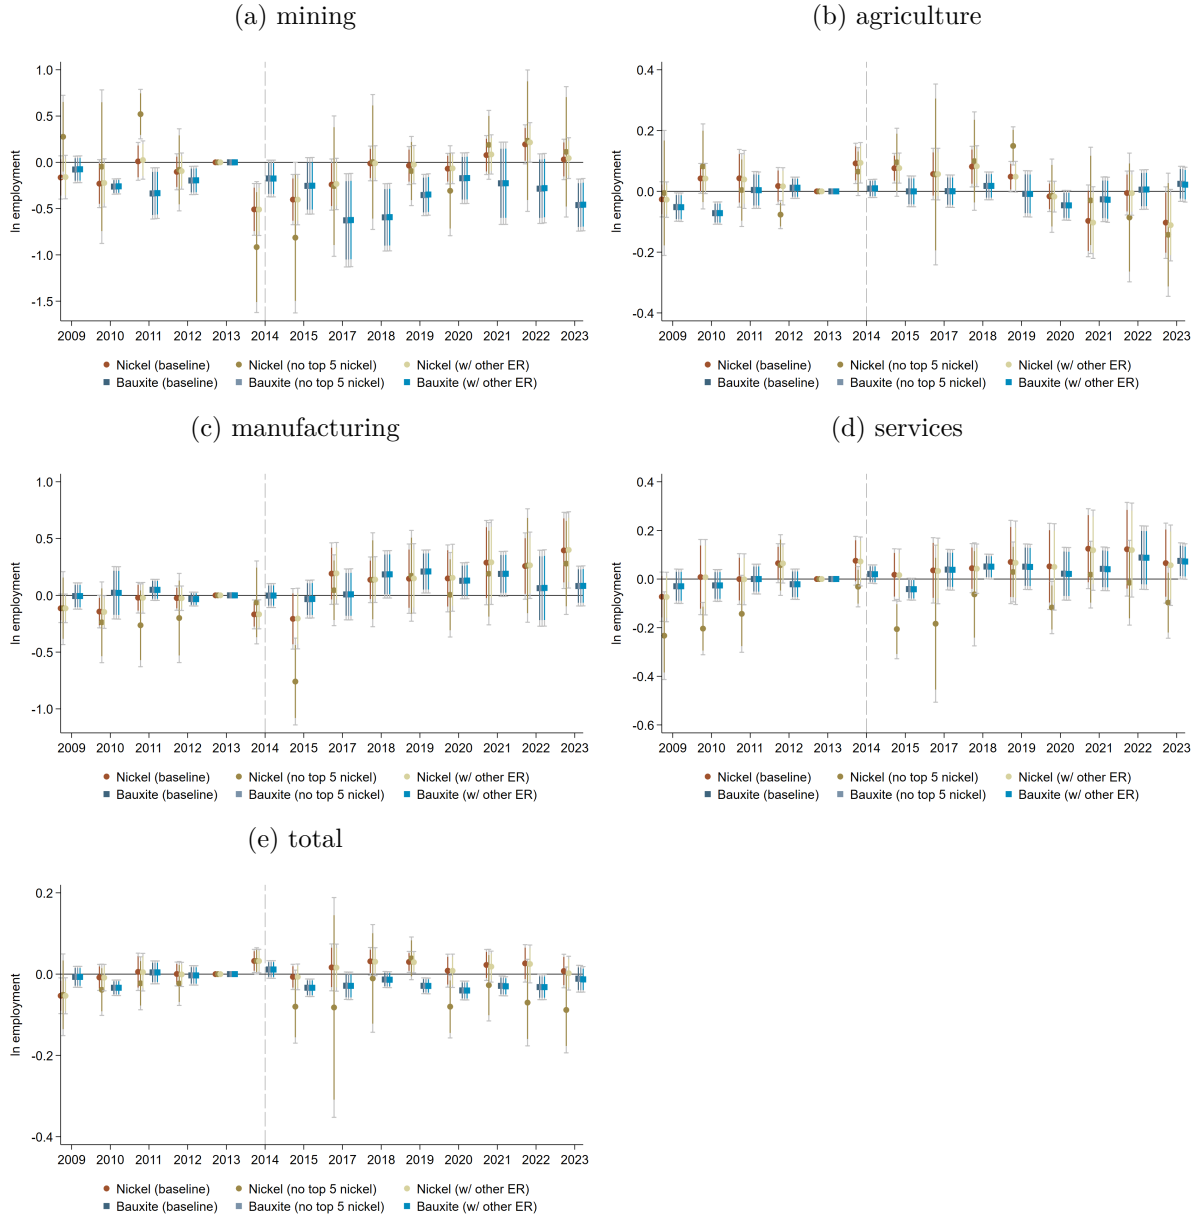 (a) mining
1.0
0.5
0.0
-0.5
-1.0
-1.5
ln employment
2009 2010 2011 2012 2013 2014 2015 2017 2018 2019 2020 2021 2022 2023
Nickel (baseline) Nickel (no top 5 nickel) Nickel (w/ other ER)
Bauxite (baseline) Bauxite (no top 5 nickel) Bauxite (w/ other ER)
(b) agriculture
0.4
0.2
0.0
-0.2
-0.4
ln employment
2009 2010 2011 2012 2013 2014 2015 2017 2018 2019 2020 2021 2022 2023
Nickel (baseline) Nickel (no top 5 nickel) Nickel (w/ other ER)
Bauxite (baseline) Bauxite (no top 5 nickel) Bauxite (w/ other ER)
(c) manufacturing
1.0
0.5
0.0
-0.5
-1.0
ln employment
2009 2010 2011 2012 2013 2014 2015 2017 2018 2019 2020 2021 2022 2023
Nickel (baseline) Nickel (no top 5 nickel) Nickel (w/ other ER)
Bauxite (baseline) Bauxite (no top 5 nickel) Bauxite (w/ other ER)
(d) services
0.4
0.2
0.0
-0.2
-0.4
-0.6
ln employment
2009 2010 2011 2012 2013 2014 2015 2017 2018 2019 2020 2021 2022 2023
Nickel (baseline) Nickel (no top 5 nickel) Nickel (w/ other ER)
Bauxite (baseline) Bauxite (no top 5 nickel) Bauxite (w/ other ER)
(e) total
0.2
0.0
-0.2
-0.4
ln employment
2009 2010 2011 2012 2013 2014 2015 2017 2018 2019 2020 2021 2022 2023
Nickel (baseline) Nickel (no top 5 nickel) Nickel (w/ other ER)
Bauxite (baseline) Bauxite (no top 5 nickel) Bauxite (w/ other ER)